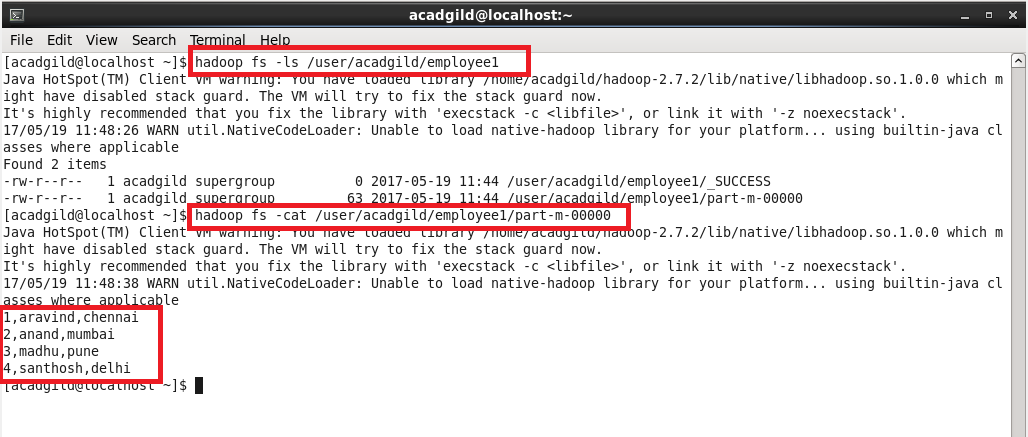 acadgild@localhost:~
File Edit View Search Terminal Help
[acadgild@localhost ~]$ hadoop fs -ls /user/acadgild/employee1
Java HotSpot(TM) Client VM warning: You have loaded library /home/acadgild/hadoop-2.7.2/lib/native/libhadoop.so.1.0.0 which m
ight have disabled stack guard. The VM will try to fix the stack guard now.
It's highly recommended that you fix the library with 'execstack -c <libfile>', or link it with '-z noexecstack'.
17/05/19 11:48:26 WARN util.NativeCodeLoader: Unable to load native-hadoop library for your platform... using builtin-java cl
asses where applicable
Found 2 items
-rw-r--r--   1 acadgild supergroup          0 2017-05-19 11:44 /user/acadgild/employee1/_SUCCESS
-rw-r--r--   1 acadgild supergroup         63 2017-05-19 11:44 /user/acadgild/employee1/part-m-00000
[acadgild@localhost ~]$ hadoop fs -cat /user/acadgild/employee1/part-m-00000
Java HotSpot(TM) Client VM warning: You have loaded library /home/acadgild/hadoop-2.7.2/lib/native/libhadoop.so.1.0.0 which m
ight have disabled stack guard. The VM will try to fix the stack guard now.
It's highly recommended that you fix the library with 'execstack -c <libfile>', or link it with '-z noexecstack'.
17/05/19 11:48:38 WARN util.NativeCodeLoader: Unable to load native-hadoop library for your platform... using builtin-java cl
asses where applicable
1,aravind,chennai
2,anand,mumbai
3,madhu,pune
4,santhosh,delhi
[acadgild@localhost ~]$